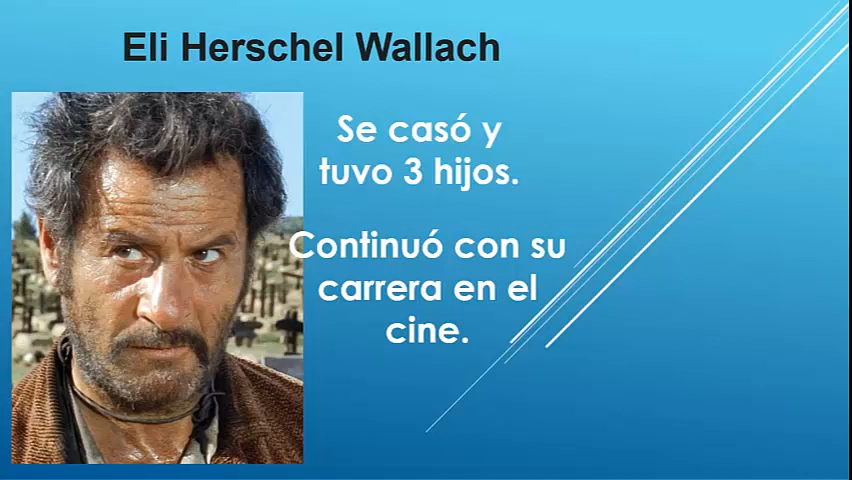 Eli Herschel Wallach
Se casó y
tuvo 3 hijos.
Continuó con su
carrera en el
cine.